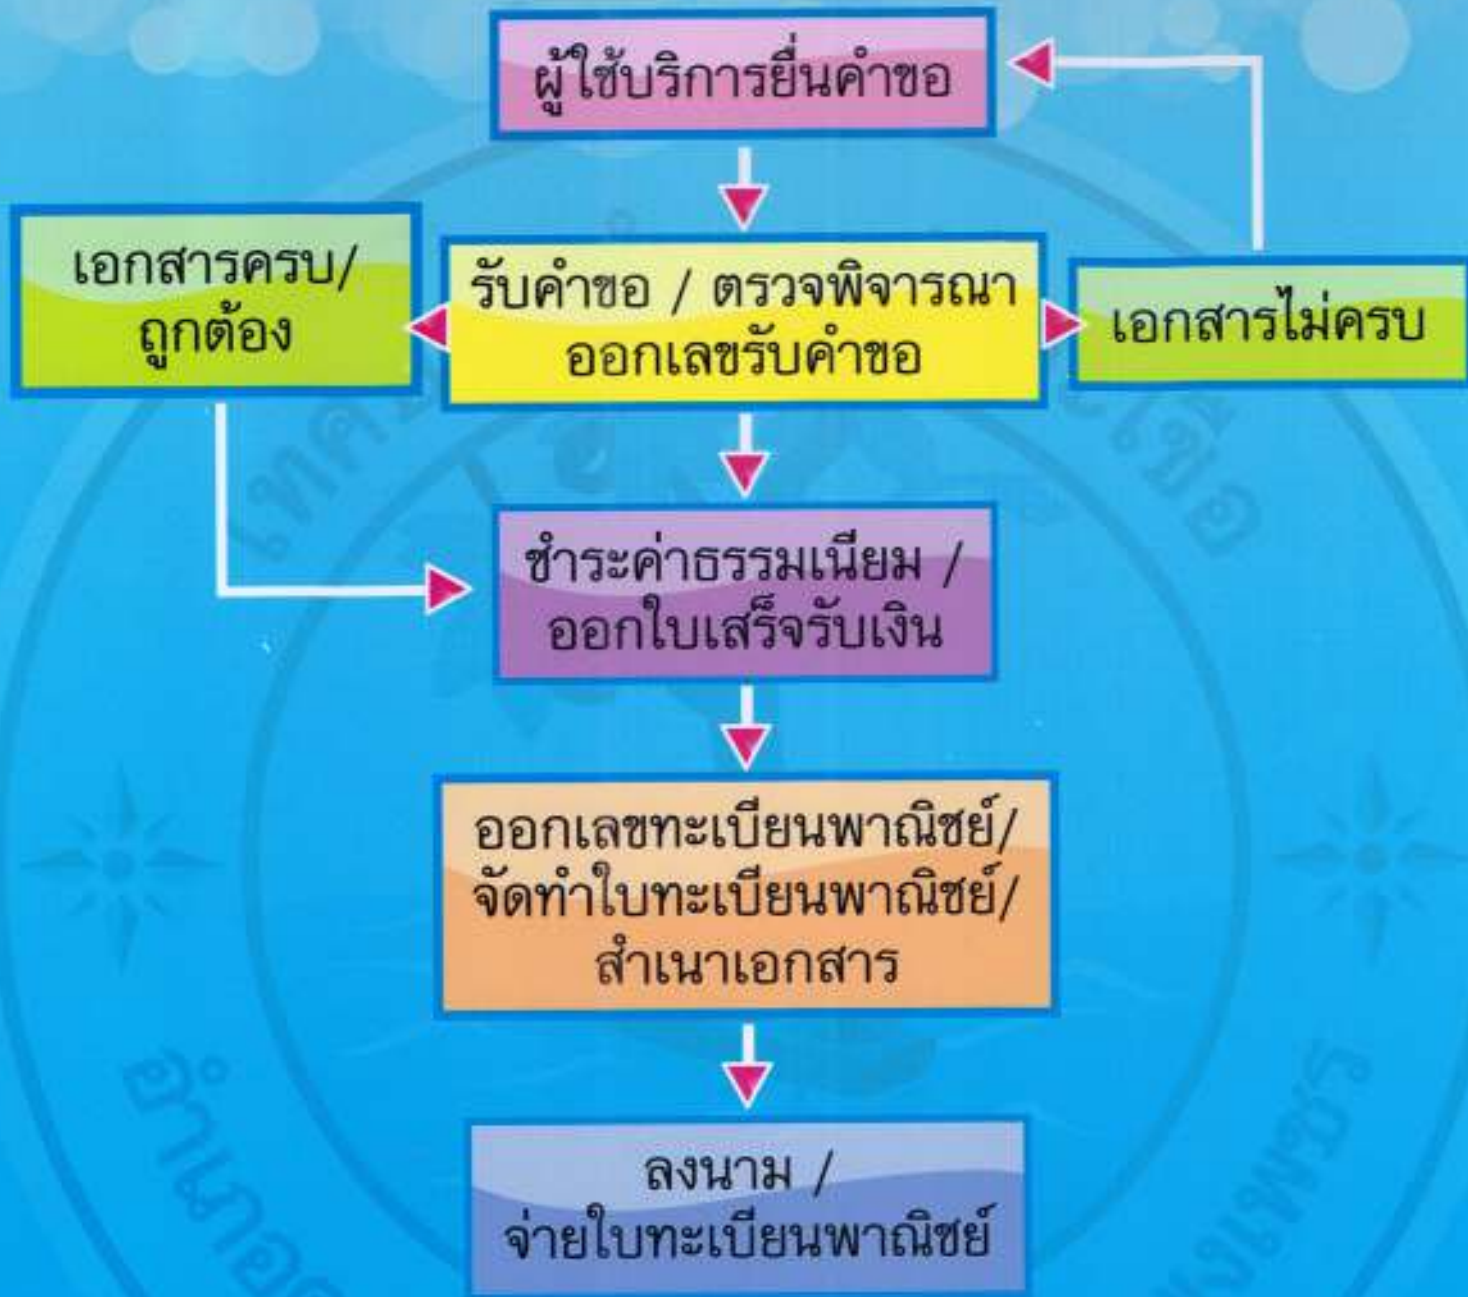 ผู้ใช้บริการยื่นคำขอ
เอกสารครบ/
ถูกต้อง
รับคำขอ / ตรวจพิจารณา
ออกเลขรับคำขอ
เอกสารไม่ครบ
ชำระค่าธรรมเนียม /
ออกใบเสร็จรับเงิน
ออกเลขทะเบียนพาณิชย์/
จัดทำใบทะเบียนพาณิชย์/
สำเนาเอกสาร
ลงนาม /
จ่ายใบทะเบียนพาณิชย์